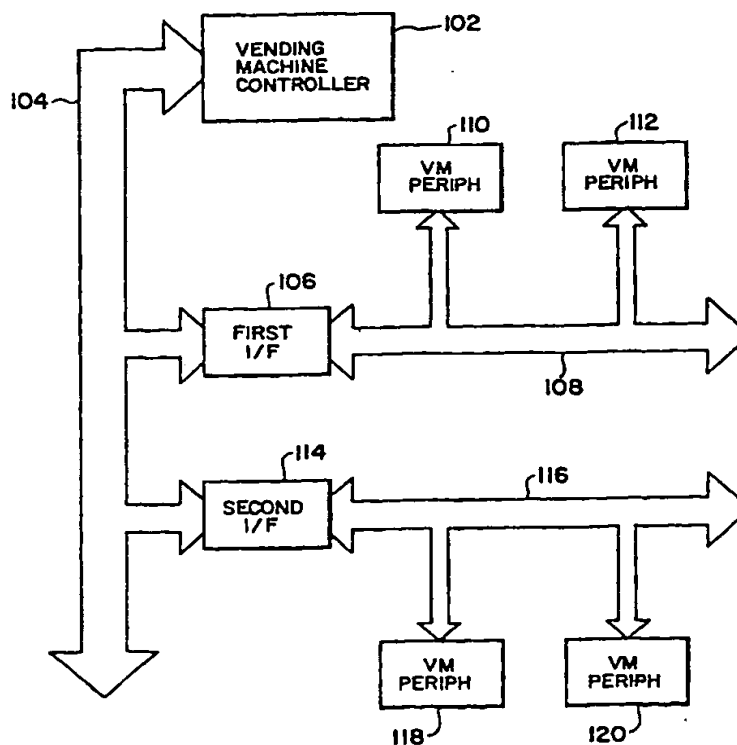 102
VENDING
MACHINE
CONTROLLER
104
110
112
VM
PERIPH
VM
PERIPH
106
FIRST
I/F
108
114
116
SECOND
I/F
VM
PERIPH
VM
PERIPH
118
120